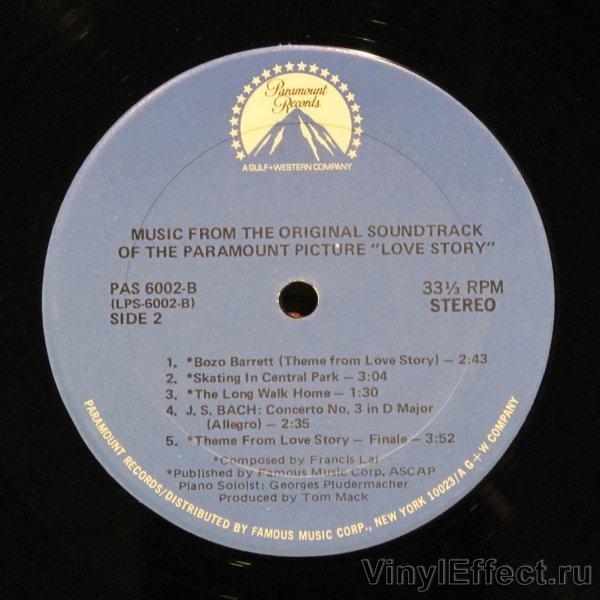 Paramount
Records
A GULF+WESTERN COMPANY
MUSIC FROM THE ORIGINAL SOUNDTRACK
OF THE PARAMOUNT PICTURE "LOVE STORY"
PAS 6002-B
(LPS-6002-B)
SIDE 2
33⅓ RPM
STEREO
1. *Bozo Barrett (Theme from Love Story) — 2:43
2. *Skating In Central Park — 3:04
3. *The Long Walk Home — 1:30
4. J. S. BACH: Concerto No. 3 in D Major
(Allegro) — 2:35
5. *Theme From Love Story — Finale — 3:52
*Composed by Francis Lai
*Published by Famous Music Corp. ASCAP
Piano Soloist: Georges Pludermacher
Produced by Tom Mack
PARAMOUNT RECORDS/DISTRIBUTED BY FAMOUS MUSIC CORP., NEW YORK 10023/A G+W COMPANY
VinylEffect.ru